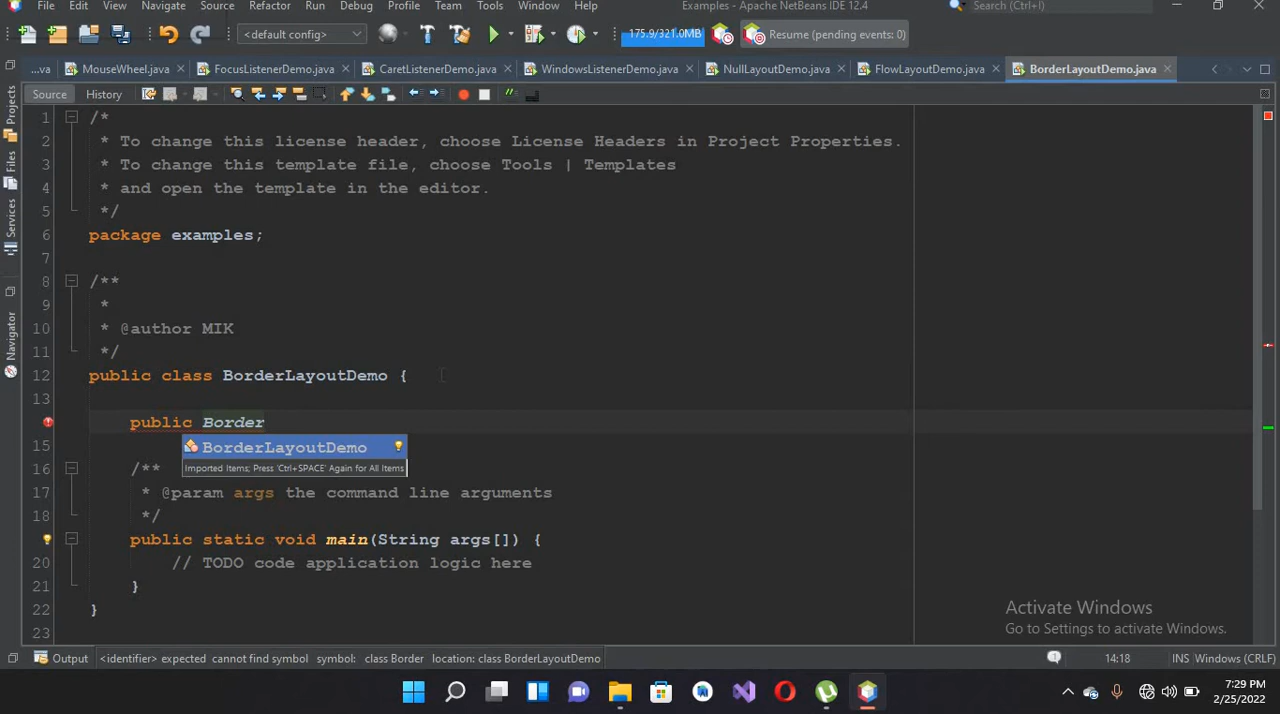 File Edit View Navigate Source Refactor Run Debug Profile Team Tools Window Help Examples - Apache NetBeans IDE 12.4 Search (Ctrl+I)
<default config> 175.9/321.0MB Resume (pending events: 0)
...va MouseWheel.java FocusListenerDemo.java CaretListenerDemo.java WindowsListenerDemo.java NullLayoutDemo.java FlowLayoutDemo.java BorderLayoutDemo.java
Source History
Projects
Files
Services
Navigator
1 /*
2 * To change this license header, choose License Headers in Project Properties.
3 * To change this template file, choose Tools | Templates
4 * and open the template in the editor.
5 */
6 package examples;
7
8 /**
9 *
10 * @author MIK
11 */
12 public class BorderLayoutDemo {
13
public Border
BorderLayoutDemo
15
Imported Items; Press 'Ctrl+SPACE' Again for All Items
16 /**
17 * @param args the command line arguments
18 */
public static void main(String args[]) {
20 // TODO code application logic here
21 }
22 }
23
Activate Windows
Go to Settings to activate Windows.
Output <identifier> expected cannot find symbol symbol: class Border location: class BorderLayoutDemo 1 14:18 INS Windows (CRLF)
7:29 PM
2/25/2022